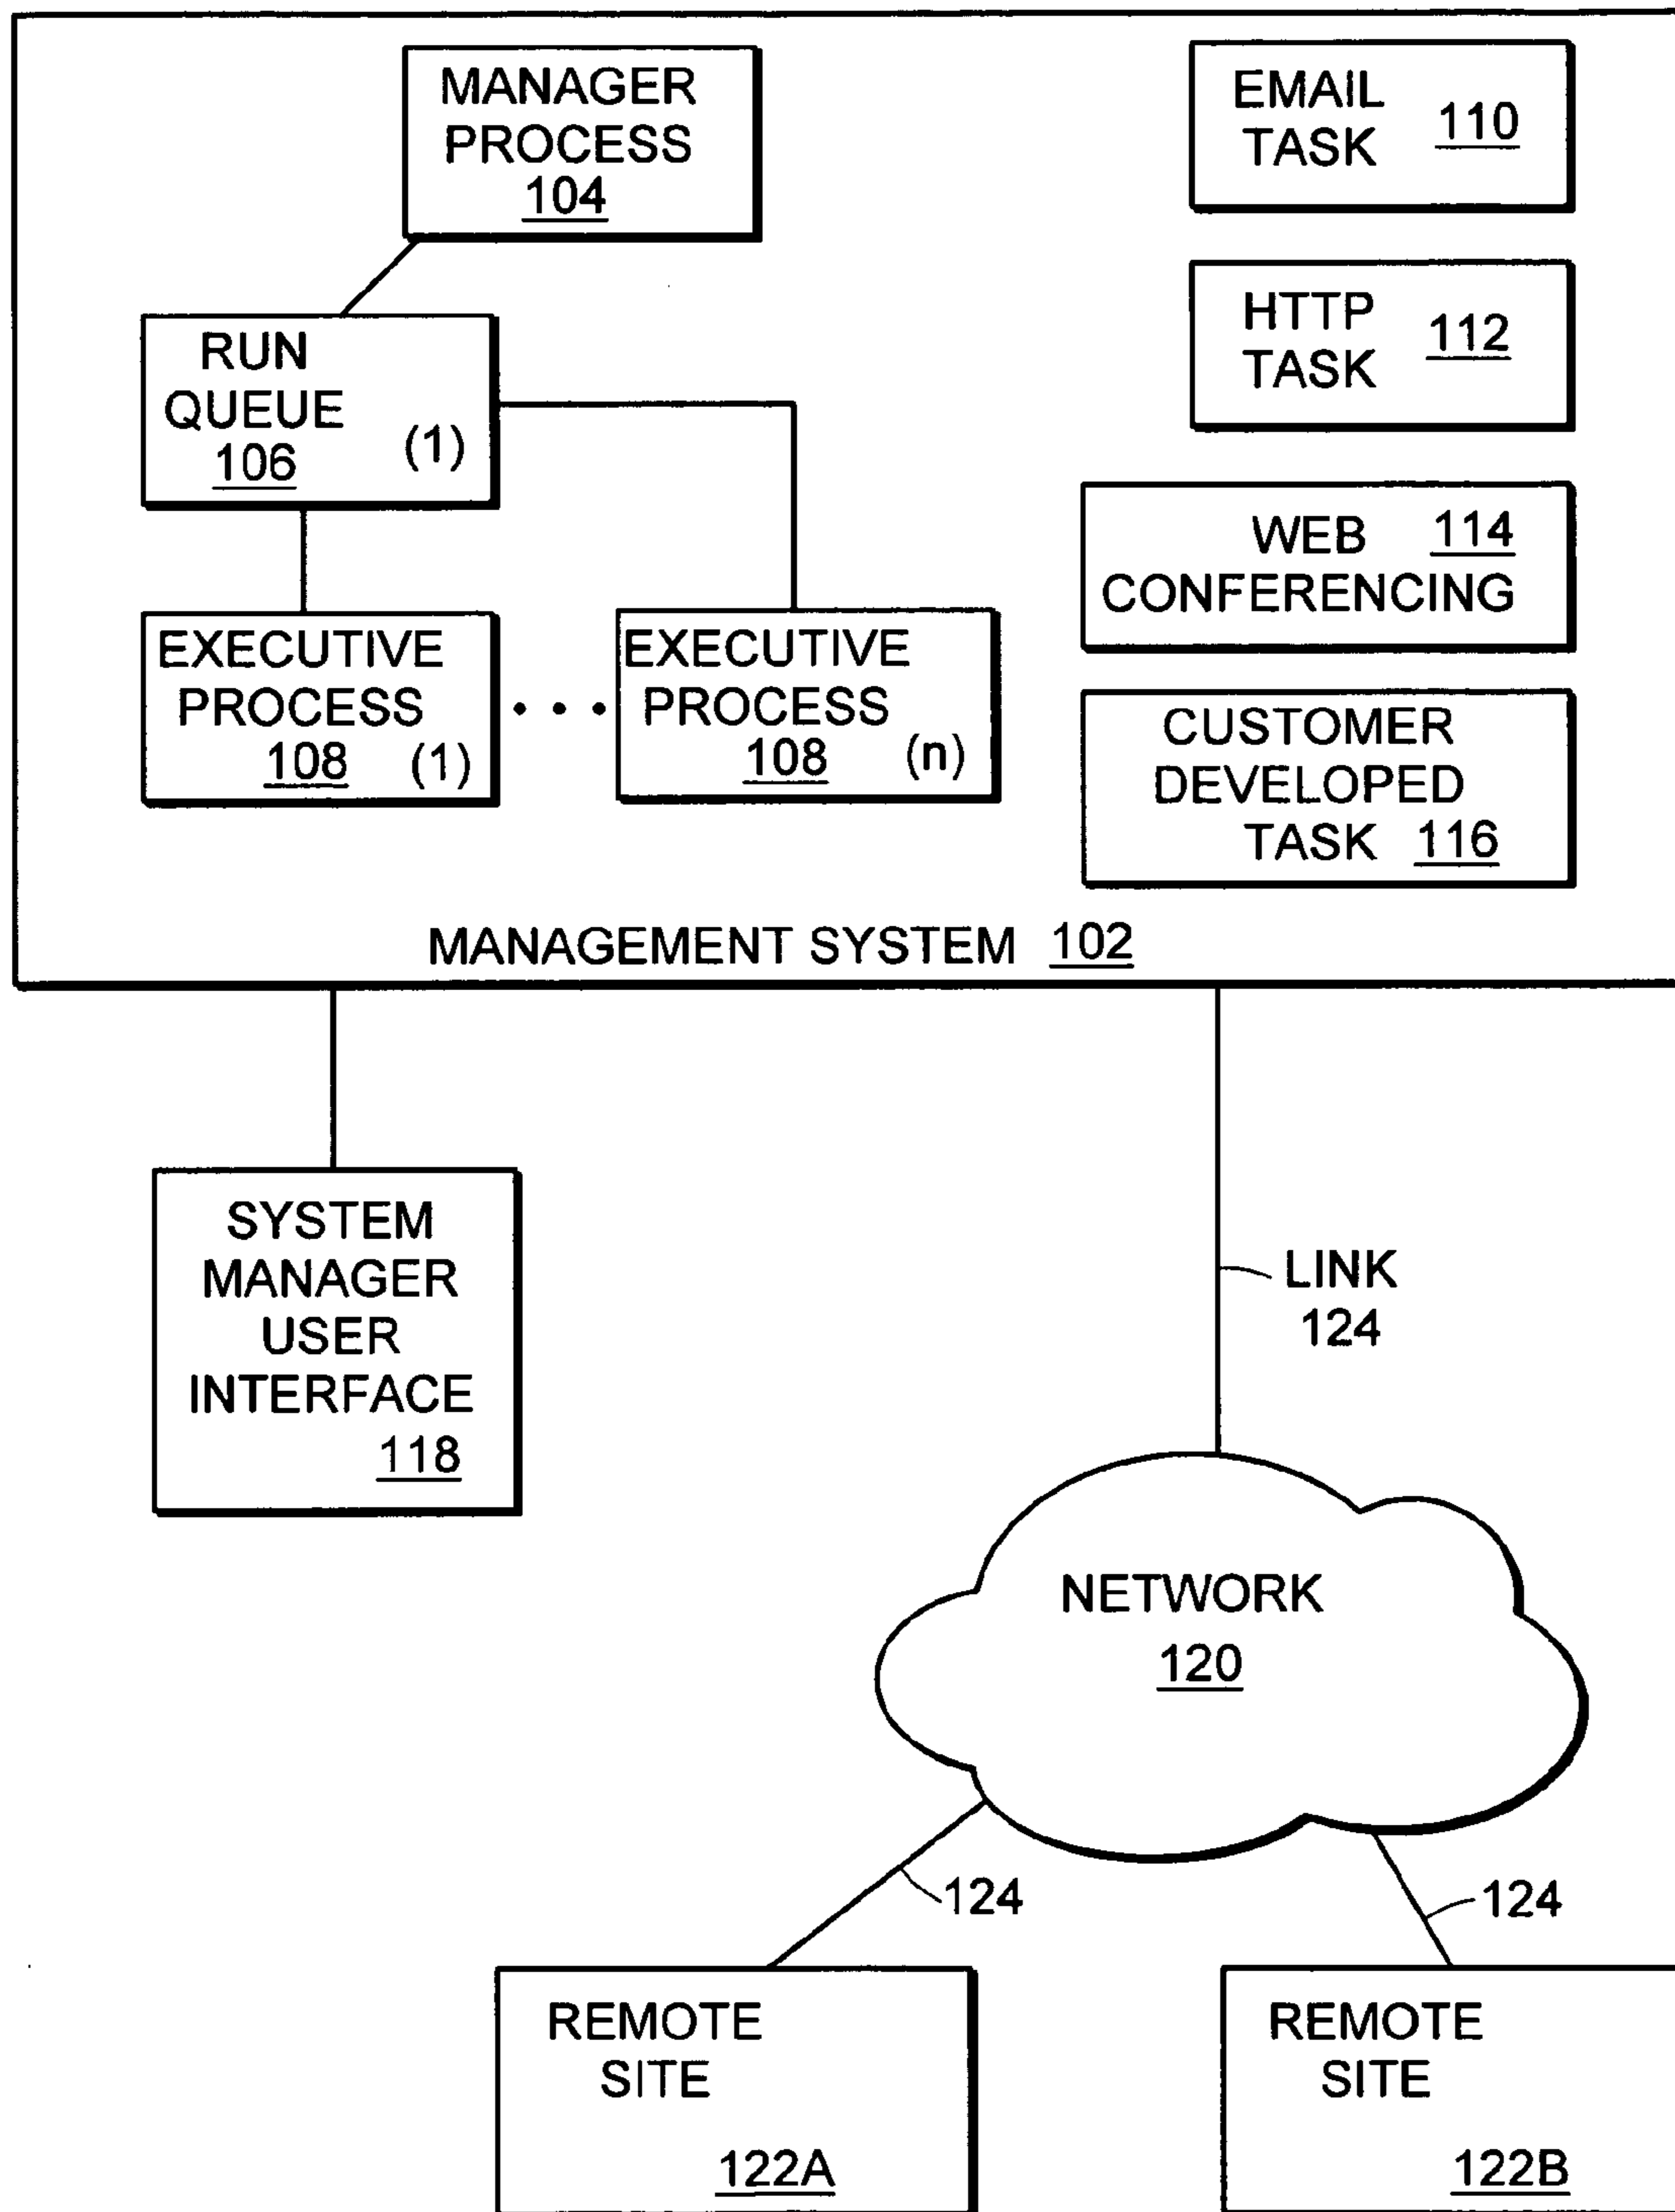 MANAGER
PROCESS
104
EMAIL
TASK 110
RUN
QUEUE
106 (1)
HTTP
TASK 112
WEB 114
CONFERENCING
EXECUTIVE
PROCESS
108 (1)
EXECUTIVE
PROCESS
108 (n)
CUSTOMER
DEVELOPED
TASK 116
MANAGEMENT SYSTEM 102
SYSTEM
MANAGER
USER
INTERFACE
118
LINK
124
NETWORK
120
124
124
REMOTE
SITE
122A
REMOTE
SITE
122B